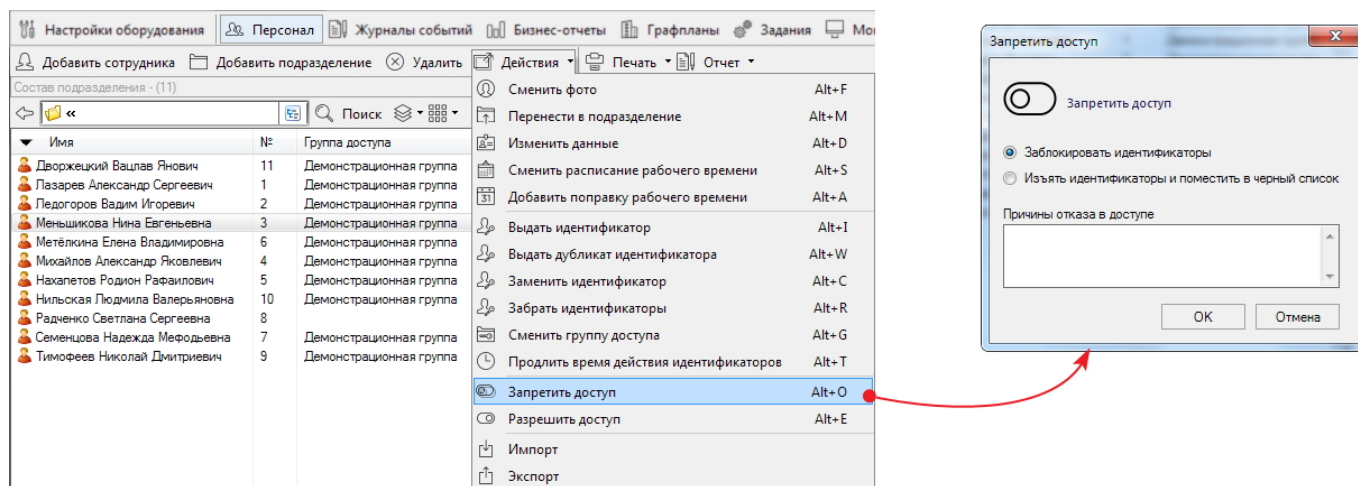 Настройки оборудования Персонал Журналы событий Бизнес-отчеты Графпланы Задания
Добавить сотрудника Добавить подразделение Удалить Действия Печать Отчет
Состав подразделения - (11)
« Поиск
Имя № Группа доступа
Дворжецкий Вацлав Янович 11 Демонстрационная группа
Лазарев Александр Сергеевич 1 Демонстрационная группа
Ледогоров Вадим Игоревич 2 Демонстрационная группа
Меньшикова Нина Евгеньевна 3 Демонстрационная группа
Метёлкина Елена Владимировна 6 Демонстрационная группа
Михайлов Александр Яковлевич 4 Демонстрационная группа
Нахапетов Родион Рафаилович 5 Демонстрационная группа
Нильская Людмила Валерьяновна 10 Демонстрационная группа
Радченко Светлана Сергеевна 8
Семенцова Надежда Мефодьевна 7 Демонстрационная группа
Тимофеев Николай Дмитриевич 9 Демонстрационная группа
Сменить фото Alt+F
Перенести в подразделение Alt+M
Изменить данные Alt+D
Сменить расписание рабочего времени Alt+S
31 Добавить поправку рабочего времени Alt+A
Выдать идентификатор Alt+I
Выдать дубликат идентификатора Alt+W
Заменить идентификатор Alt+C
Забрать идентификаторы Alt+R
Сменить группу доступа Alt+G
Продлить время действия идентификаторов Alt+T
Запретить доступ Alt+O
Разрешить доступ Alt+E
Импорт
Экспорт
Запретить доступ
Запретить доступ
Заблокировать идентификаторы
Изъять идентификаторы и поместить в черный список
Причины отказа в доступе
OK Отмена